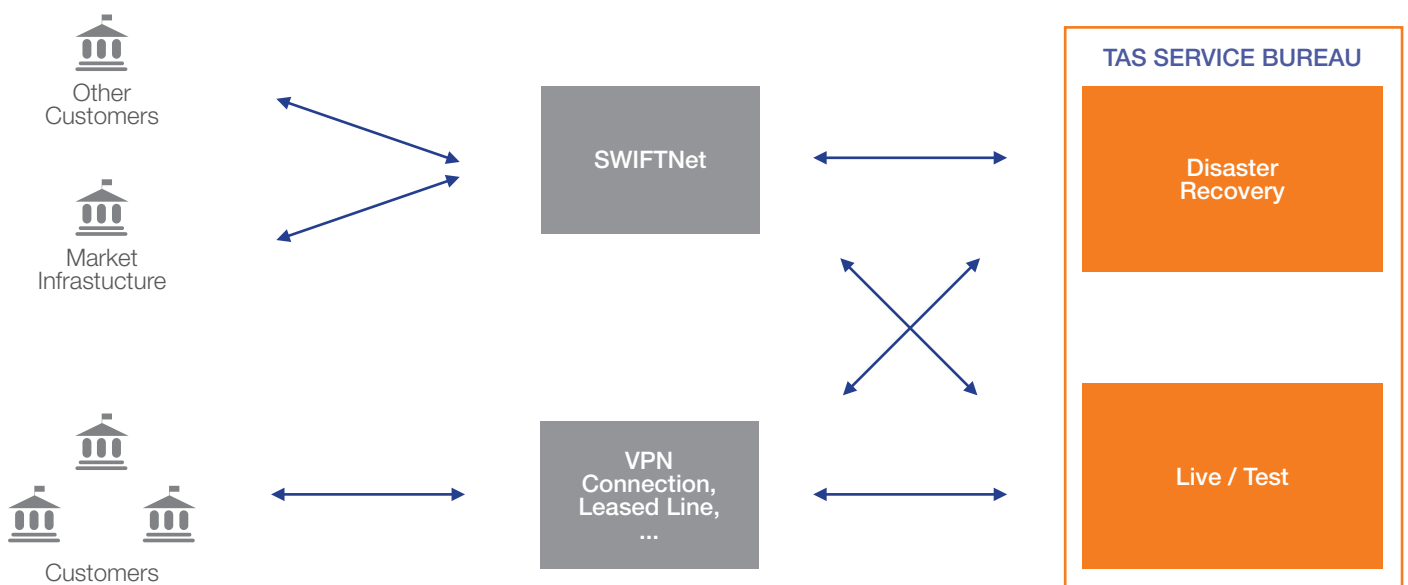 Other
Customers
Market
Infrastucture
Customers
SWIFTNet
VPN
Connection,
Leased Line,
...
TAS SERVICE BUREAU
Disaster
Recovery
Live / Test